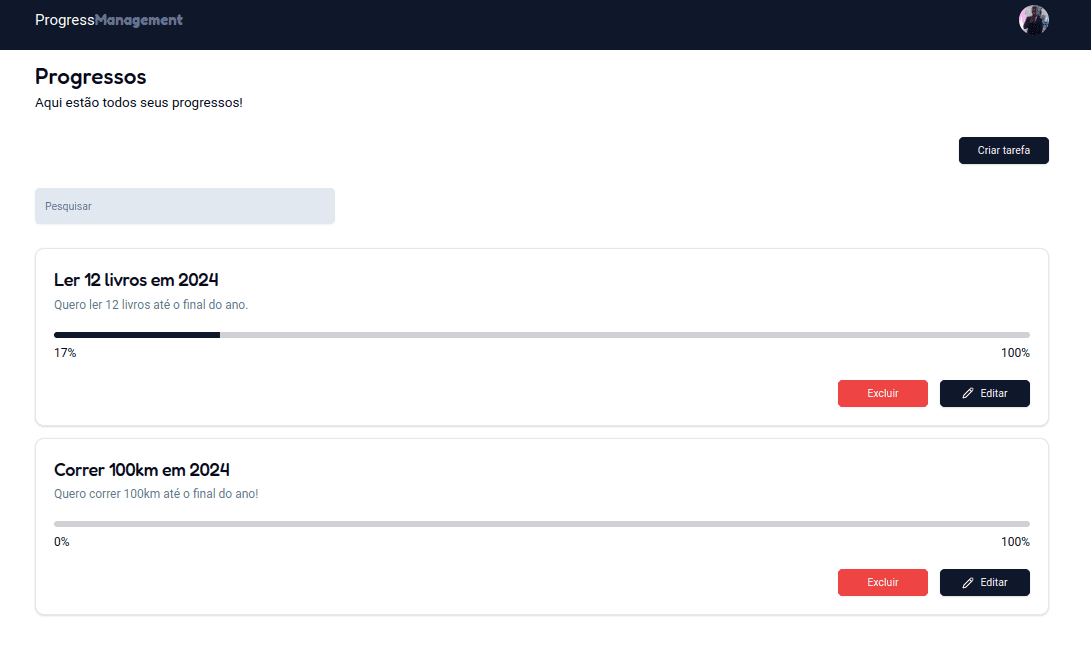 ProgressManagement
Progressos
Aqui estão todos seus progressos!
Criar tarefa
Pesquisar
Ler 12 livros em 2024
Quero ler 12 livros até o final do ano.
17% 100%
Excluir Editar
Correr 100km em 2024
Quero correr 100km até o final do ano!
0% 100%
Excluir Editar